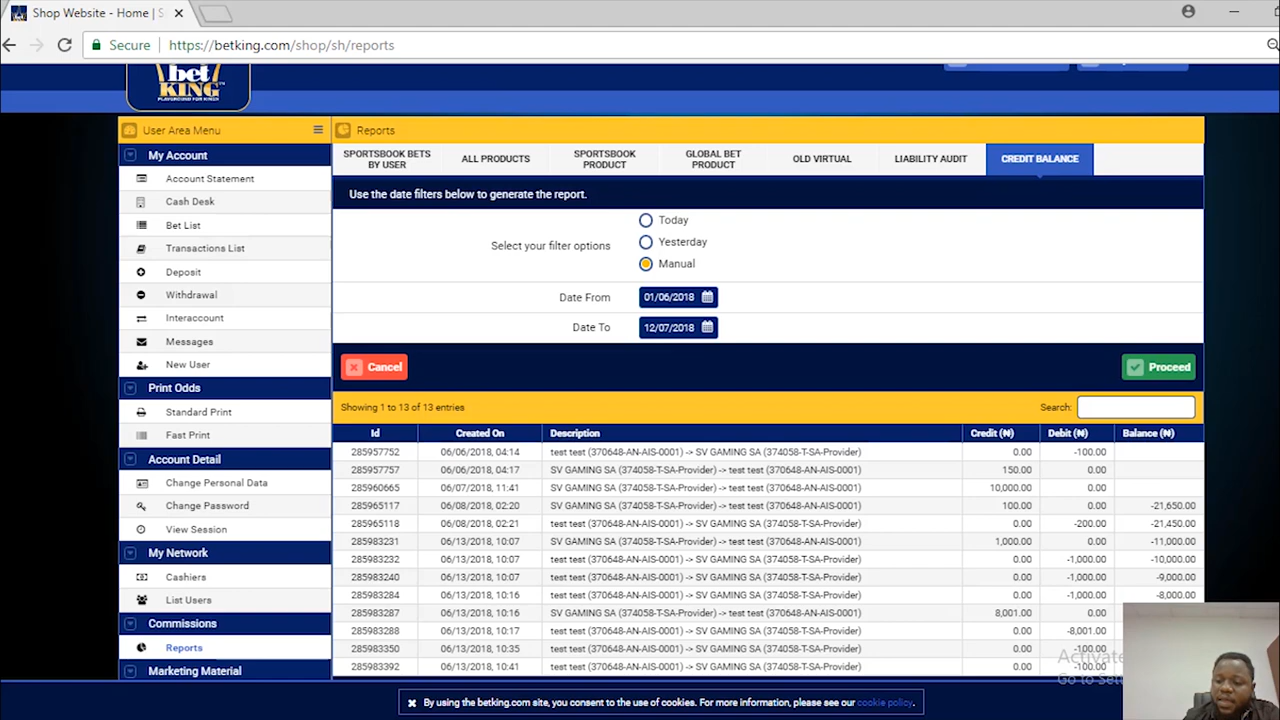 Shop Website - Home | S
Secure https://betking.com/shop/sh/reports
bet
KING
PLAYGROUND FOR KINGS
User Area Menu
My Account
Account Statement
Cash Desk
Bet List
Transactions List
Deposit
Withdrawal
Interaccount
Messages
New User
Print Odds
Standard Print
Fast Print
Account Detail
Change Personal Data
Change Password
View Session
My Network
Cashiers
List Users
Commissions
Reports
Marketing Material
Reports
SPORTSBOOK BETS BY USER ALL PRODUCTS SPORTSBOOK PRODUCT GLOBAL BET PRODUCT OLD VIRTUAL LIABILITY AUDIT CREDIT BALANCE
Use the date filters below to generate the report.
Select your filter options
Today
Yesterday
Manual
Date From 01/06/2018
Date To 12/07/2018
Cancel Proceed
Showing 1 to 13 of 13 entries Search:
Id Created On Description Credit (₦) Debit (₦) Balance (₦)
285957752 06/06/2018, 04:14 test test (370648-AN-AIS-0001) -> SV GAMING SA (374058-T-SA-Provider) 0.00 -100.00
285957757 06/06/2018, 04:17 SV GAMING SA (374058-T-SA-Provider) -> test test (370648-AN-AIS-0001) 150.00 0.00
285960665 06/07/2018, 11:41 SV GAMING SA (374058-T-SA-Provider) -> test test (370648-AN-AIS-0001) 10,000.00 0.00
285965117 06/08/2018, 02:20 SV GAMING SA (374058-T-SA-Provider) -> test test (370648-AN-AIS-0001) 100.00 0.00 -21,650.00
285965118 06/08/2018, 02:21 test test (370648-AN-AIS-0001) -> SV GAMING SA (374058-T-SA-Provider) 0.00 -200.00 -21,450.00
285983231 06/13/2018, 10:07 SV GAMING SA (374058-T-SA-Provider) -> test test (370648-AN-AIS-0001) 1,000.00 0.00 -11,000.00
285983232 06/13/2018, 10:07 test test (370648-AN-AIS-0001) -> SV GAMING SA (374058-T-SA-Provider) 0.00 -1,000.00 -10,000.00
285983240 06/13/2018, 10:07 test test (370648-AN-AIS-0001) -> SV GAMING SA (374058-T-SA-Provider) 0.00 -1,000.00 -9,000.00
285983284 06/13/2018, 10:16 test test (370648-AN-AIS-0001) -> SV GAMING SA (374058-T-SA-Provider) 0.00 -1,000.00 -8,000.00
285983287 06/13/2018, 10:16 SV GAMING SA (374058-T-SA-Provider) -> test test (370648-AN-AIS-0001) 8,001.00 0.00
285983288 06/13/2018, 10:17 test test (370648-AN-AIS-0001) -> SV GAMING SA (374058-T-SA-Provider) 0.00 -8,001.00
285983350 06/13/2018, 10:35 test test (370648-AN-AIS-0001) -> SV GAMING SA (374058-T-SA-Provider) 0.00 -100.00
285983392 06/13/2018, 10:41 test test (370648-AN-AIS-0001) -> SV GAMING SA (374058-T-SA-Provider) 0.00 -100.00
Activate
Go to Set
By using the betking.com site, you consent to the use of cookies. For more information, please see our cookie policy.